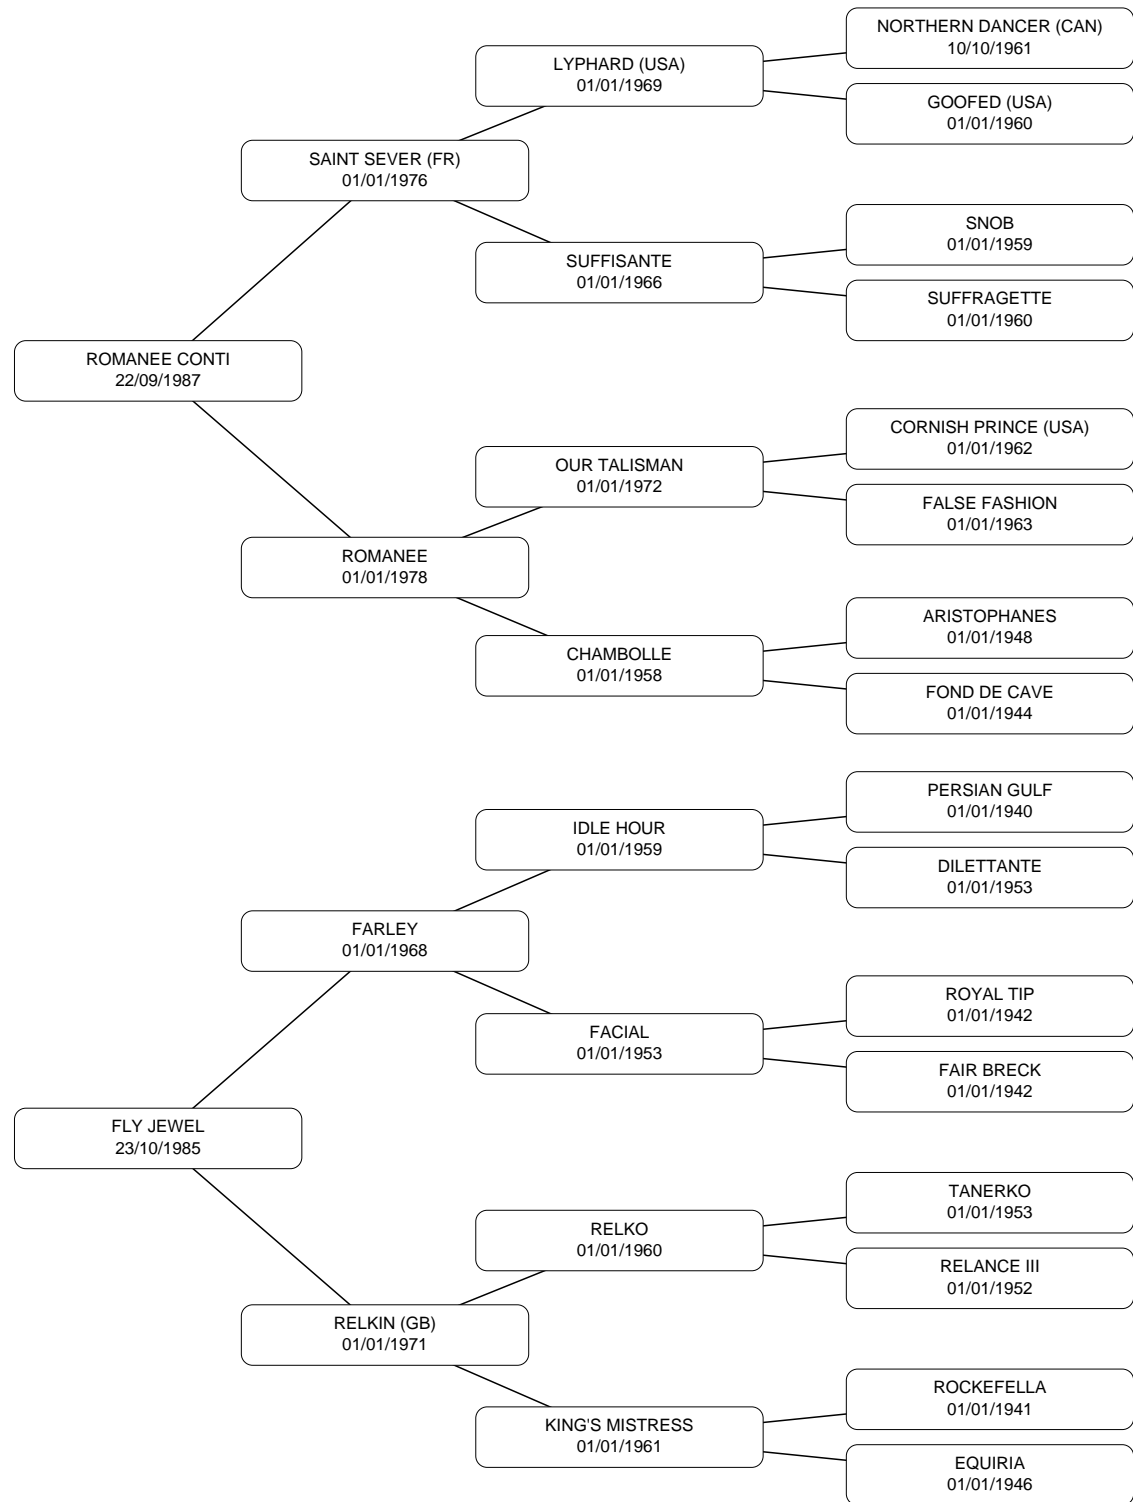 NORTHERN DANCER (CAN)
10/10/1961
LYPHARD (USA)
01/01/1969
GOOFED (USA)
01/01/1960
SAINT SEVER (FR)
01/01/1976
SNOB
01/01/1959
SUFFISANTE
01/01/1966
SUFFRAGETTE
01/01/1960
ROMANEE CONTI
22/09/1987
CORNISH PRINCE (USA)
01/01/1962
OUR TALISMAN
01/01/1972
FALSE FASHION
01/01/1963
ROMANEE
01/01/1978
ARISTOPHANES
01/01/1948
CHAMBOLLE
01/01/1958
FOND DE CAVE
01/01/1944
PERSIAN GULF
01/01/1940
IDLE HOUR
01/01/1959
DILETTANTE
01/01/1953
FARLEY
01/01/1968
ROYAL TIP
01/01/1942
FACIAL
01/01/1953
FAIR BRECK
01/01/1942
FLY JEWEL
23/10/1985
TANERKO
01/01/1953
RELKO
01/01/1960
RELANCE III
01/01/1952
RELKIN (GB)
01/01/1971
ROCKEFELLA
01/01/1941
KING'S MISTRESS
01/01/1961
EQUIRIA
01/01/1946